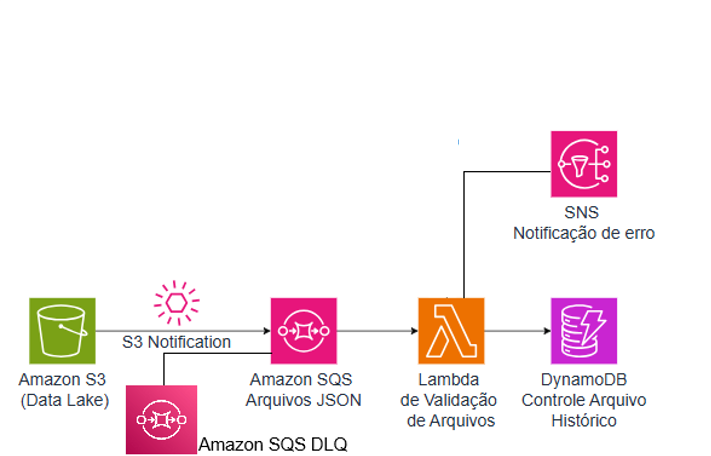 SNS
Notificação de erro
S3 Notification
Amazon S3
(Data Lake)
Amazon SQS
Arquivos JSON
Lambda
de Validação
de Arquivos
DynamoDB
Controle Arquivo
Histórico
Amazon SQS DLQ